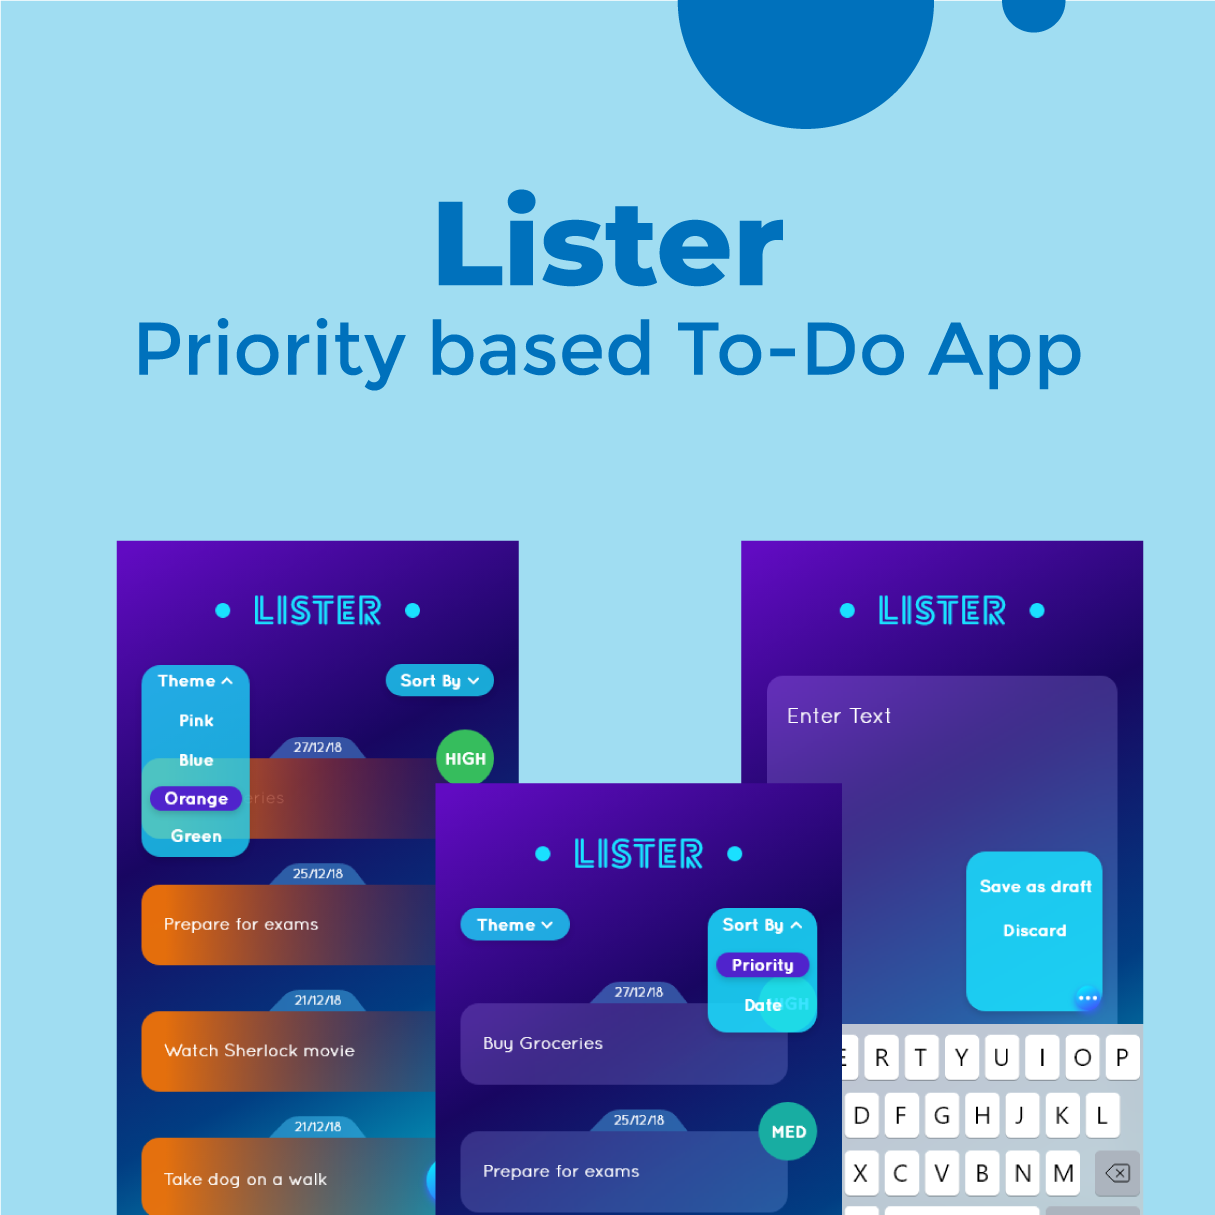 Lister
Priority based To-Do App
LISTER
Theme
Sort By
Pink
27/12/18
HIGH
Blue
Orange
eries
Green
25/12/18
Prepare for exams
21/12/18
Watch Sherlock movie
21/12/18
Take dog on a walk
LISTER
Theme
Sort By
Priority
27/12/18
Date
Buy Groceries
25/12/18
MED
Prepare for exams
LISTER
Enter Text
Save as draft
Discard
E R T Y U I O P
D F G H J K L
X C V B N M